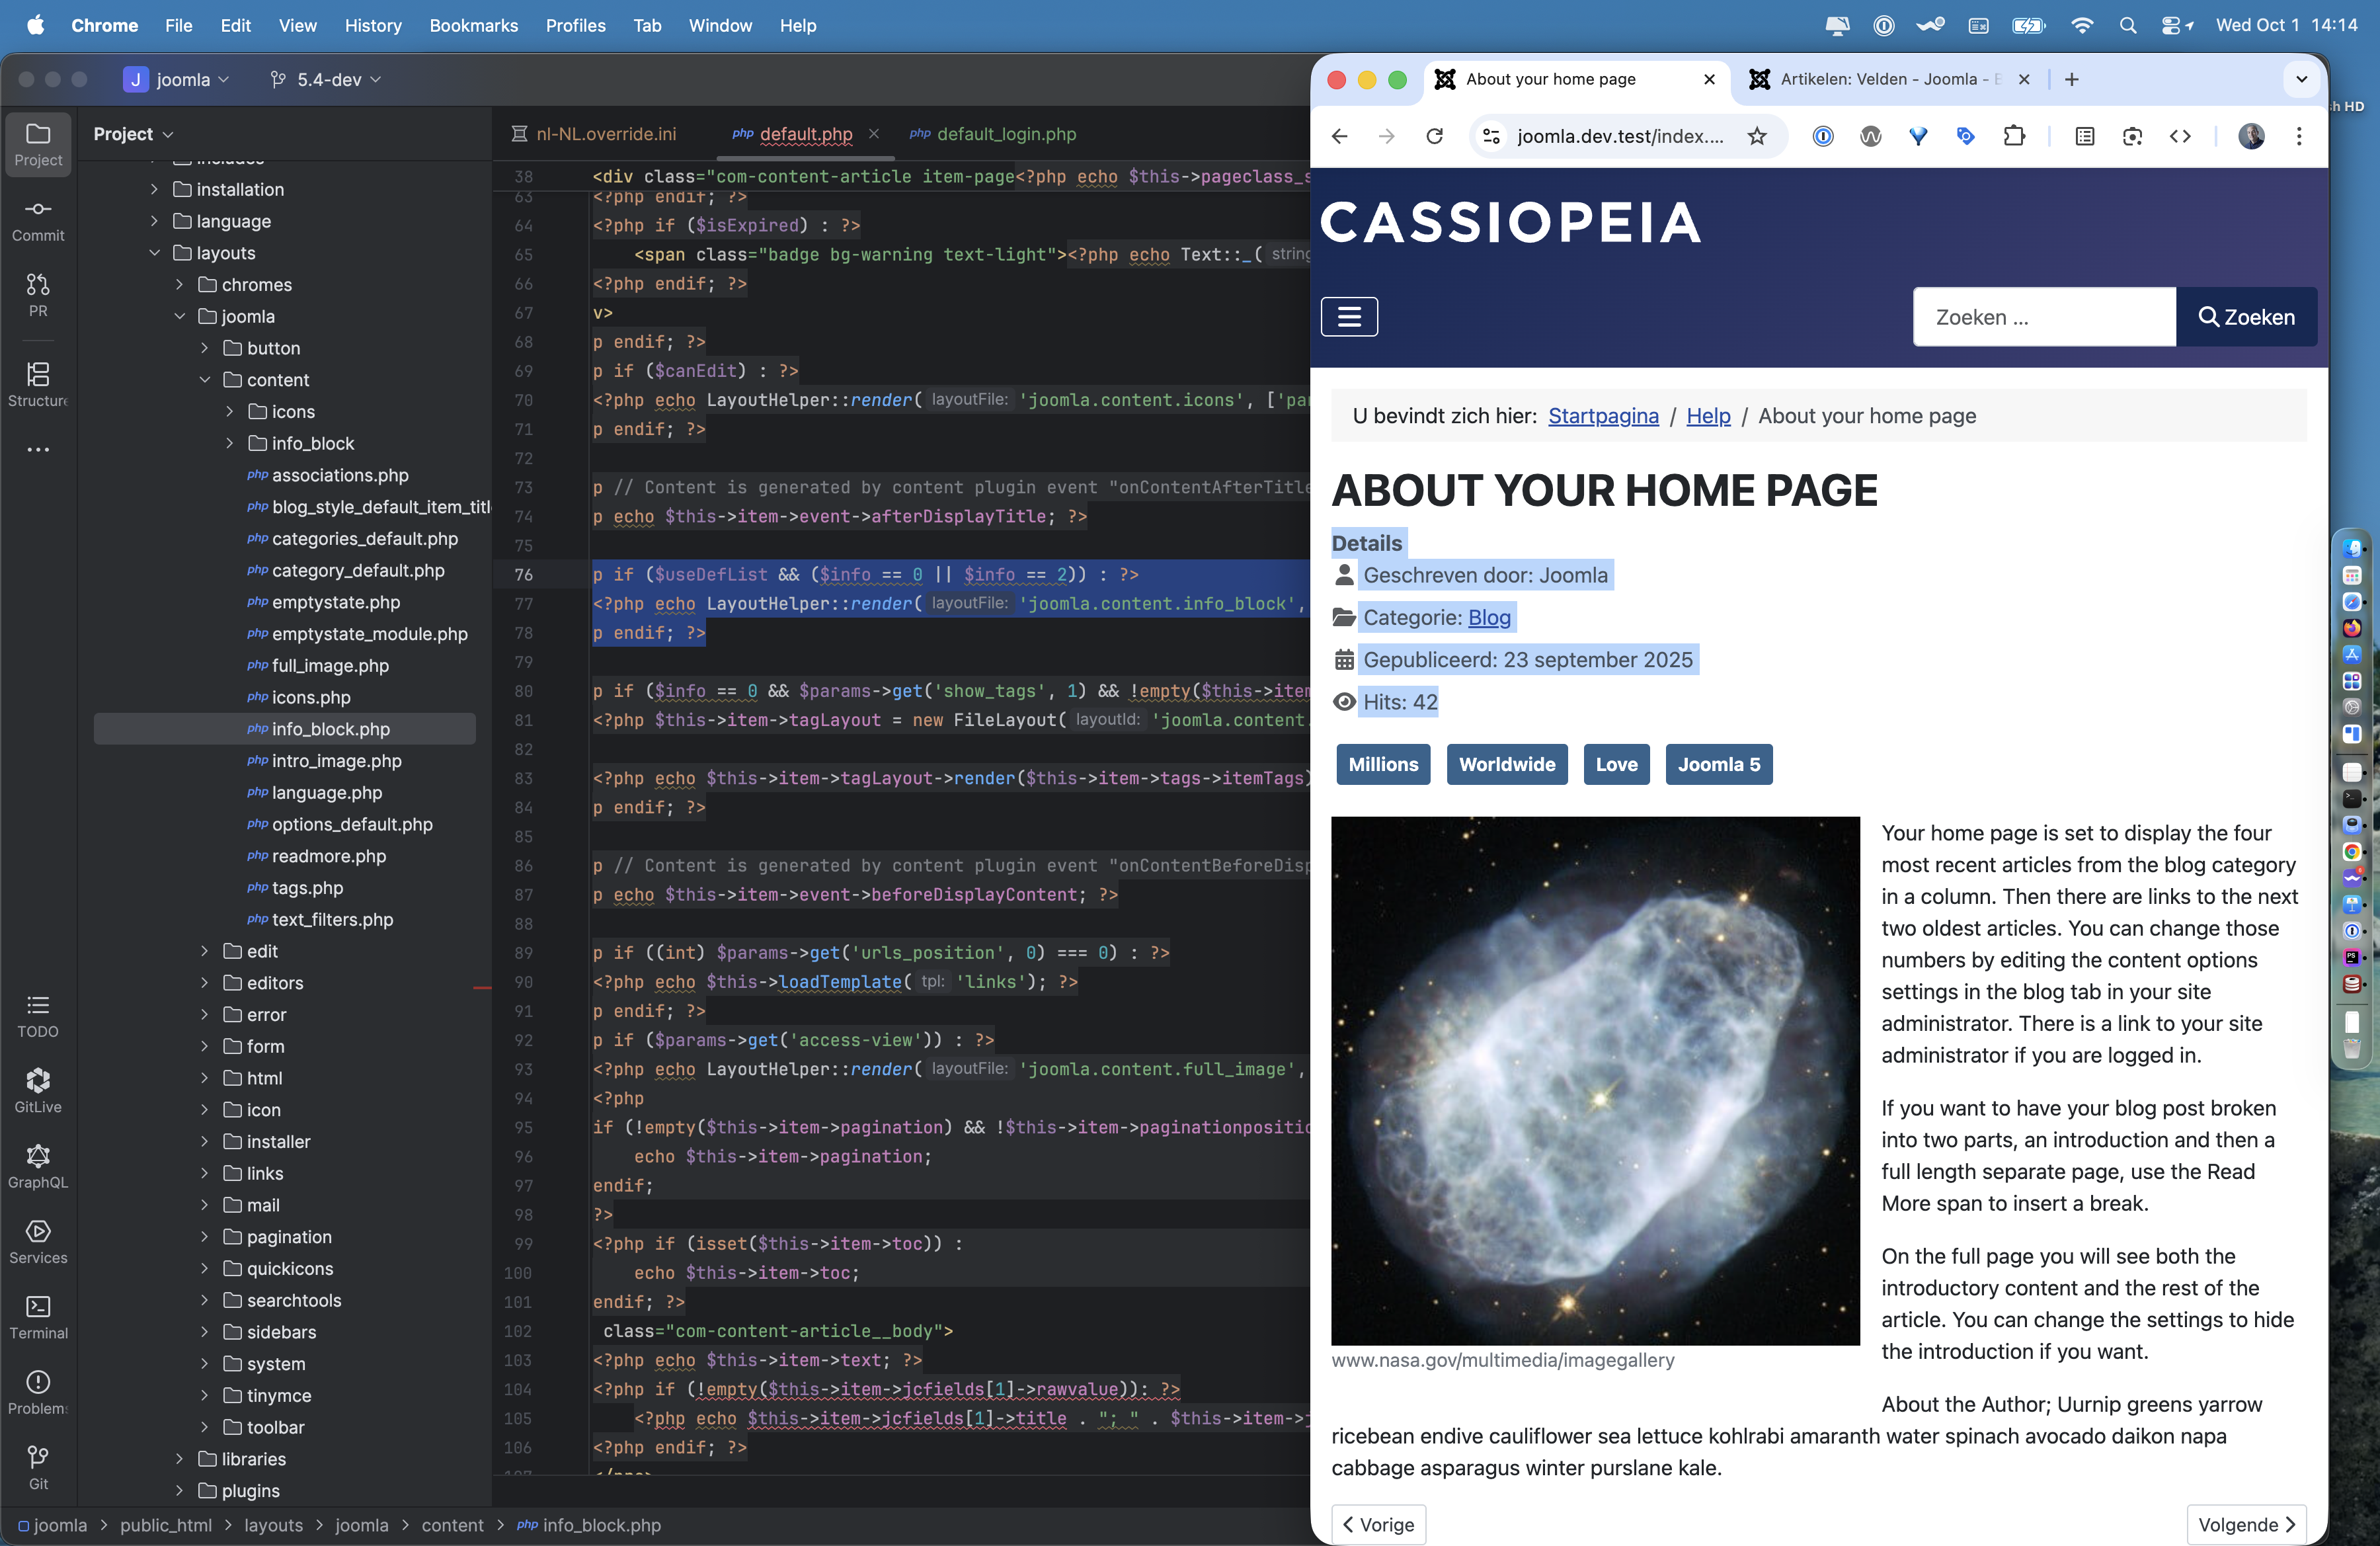 Chrome File Edit View History Bookmarks Profiles Tab Window Help Wed Oct 1 14:14
J joomla 5.4-dev
Project
Project
Commit
PR
Structure
TODO
GitLive
GraphQL
Services
Terminal
Problems
Git
includes
installation
language
layouts
chromes
joomla
button
content
icons
info_block
php associations.php
php blog_style_default_item_titl
php categories_default.php
php category_default.php
php emptystate.php
php emptystate_module.php
php full_image.php
php icons.php
php info_block.php
php intro_image.php
php language.php
php options_default.php
php readmore.php
php tags.php
php text_filters.php
edit
editors
error
form
html
icon
installer
links
mail
pagination
quickicons
searchtools
sidebars
system
tinymce
toolbar
libraries
plugins
joomla > public_html > layouts > joomla > content > php info_block.php
nl-NL.override.ini php default.php php default_login.php
38 <div class="com-content-article item-page<?php echo $this->pageclass_s
63 <?php endif; ?>
64 <?php if ($isExpired) : ?>
65 <span class="badge bg-warning text-light"><?php echo Text::_( string
66 <?php endif; ?>
67 v>
68 p endif; ?>
69 p if ($canEdit) : ?>
70 <?php echo LayoutHelper::render( layoutFile: 'joomla.content.icons', ['par
71 p endif; ?>
72
73 p // Content is generated by content plugin event "onContentAfterTitle
74 p echo $this->item->event->afterDisplayTitle; ?>
75
76 p if ($useDefList && ($info == 0 || $info == 2)) : ?>
77 <?php echo LayoutHelper::render( layoutFile: 'joomla.content.info_block',
78 p endif; ?>
79
80 p if ($info == 0 && $params->get('show_tags', 1) && !empty($this->item
81 <?php $this->item->tagLayout = new FileLayout( layoutId: 'joomla.content.
82
83 <?php echo $this->item->tagLayout->render($this->item->tags->itemTags)
84 p endif; ?>
85
86 p // Content is generated by content plugin event "onContentBeforeDisp
87 p echo $this->item->event->beforeDisplayContent; ?>
88
89 p if ((int) $params->get('urls_position', 0) === 0) : ?>
90 <?php echo $this->loadTemplate( tpl: 'links'); ?>
91 p endif; ?>
92 p if ($params->get('access-view')) : ?>
93 <?php echo LayoutHelper::render( layoutFile: 'joomla.content.full_image',
94 <?php
95 if (!empty($this->item->pagination) && !$this->item->paginationpositio
96 echo $this->item->pagination;
97 endif;
98 ?>
99 <?php if (isset($this->item->toc)) :
100 echo $this->item->toc;
101 endif; ?>
102 class="com-content-article__body">
103 <?php echo $this->item->text; ?>
104 <?php if (!empty($this->item->jcfields[1]->rawvalue)): ?>
105 <?php echo $this->item->jcfields[1]->title . "; " . $this->item->j
106 <?php endif; ?>
About your home page
Artikelen: Velden - Joomla -
joomla.dev.test/index....
sh HD
CASSIOPEIA
Zoeken ... Zoeken
U bevindt zich hier: Startpagina / Help / About your home page
ABOUT YOUR HOME PAGE
Details
Geschreven door: Joomla
Categorie: Blog
Gepubliceerd: 23 september 2025
Hits: 42
Millions Worldwide Love Joomla 5
Your home page is set to display the four
most recent articles from the blog category
in a column. Then there are links to the next
two oldest articles. You can change those
numbers by editing the content options
settings in the blog tab in your site
administrator. There is a link to your site
administrator if you are logged in.
If you want to have your blog post broken
into two parts, an introduction and then a
full length separate page, use the Read
More span to insert a break.
On the full page you will see both the
introductory content and the rest of the
article. You can change the settings to hide
the introduction if you want.
www.nasa.gov/multimedia/imagegallery
About the Author; Uurnip greens yarrow
ricebean endive cauliflower sea lettuce kohlrabi amaranth water spinach avocado daikon napa
cabbage asparagus winter purslane kale.
Vorige
Volgende